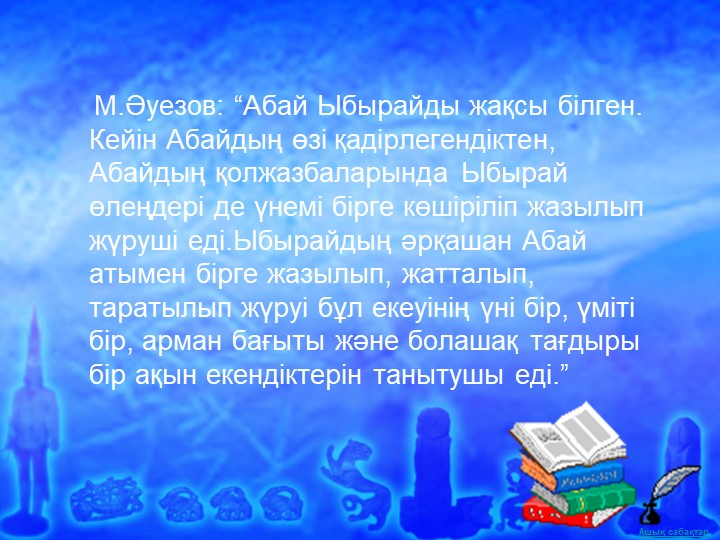 М.Әуезов: “Абай Ыбырайды жақсы білген.
Кейін Абайдың өзі қадірлегендіктен,
Абайдың қолжазбаларында Ыбырай
өлеңдері де үнемі бірге көшіріліп жазылып
жүруші еді.Ыбырайдың әрқашан Абай
атымен бірге жазылып, жатталып,
таратылып жүруі бұл екеуінің үні бір, үміті
бір, арман бағыты және болашақ тағдыры
бір ақын екендіктерін танытушы еді.”
Ашық сабақтар